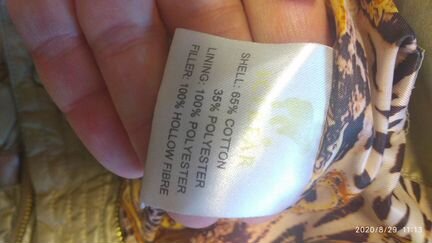 SHELL: 65% COTTON
35% POLYESTER
LINING: 100% POLYESTER
FILLER: 100% HOLLOW FIBRE
2020/8/29 11:13